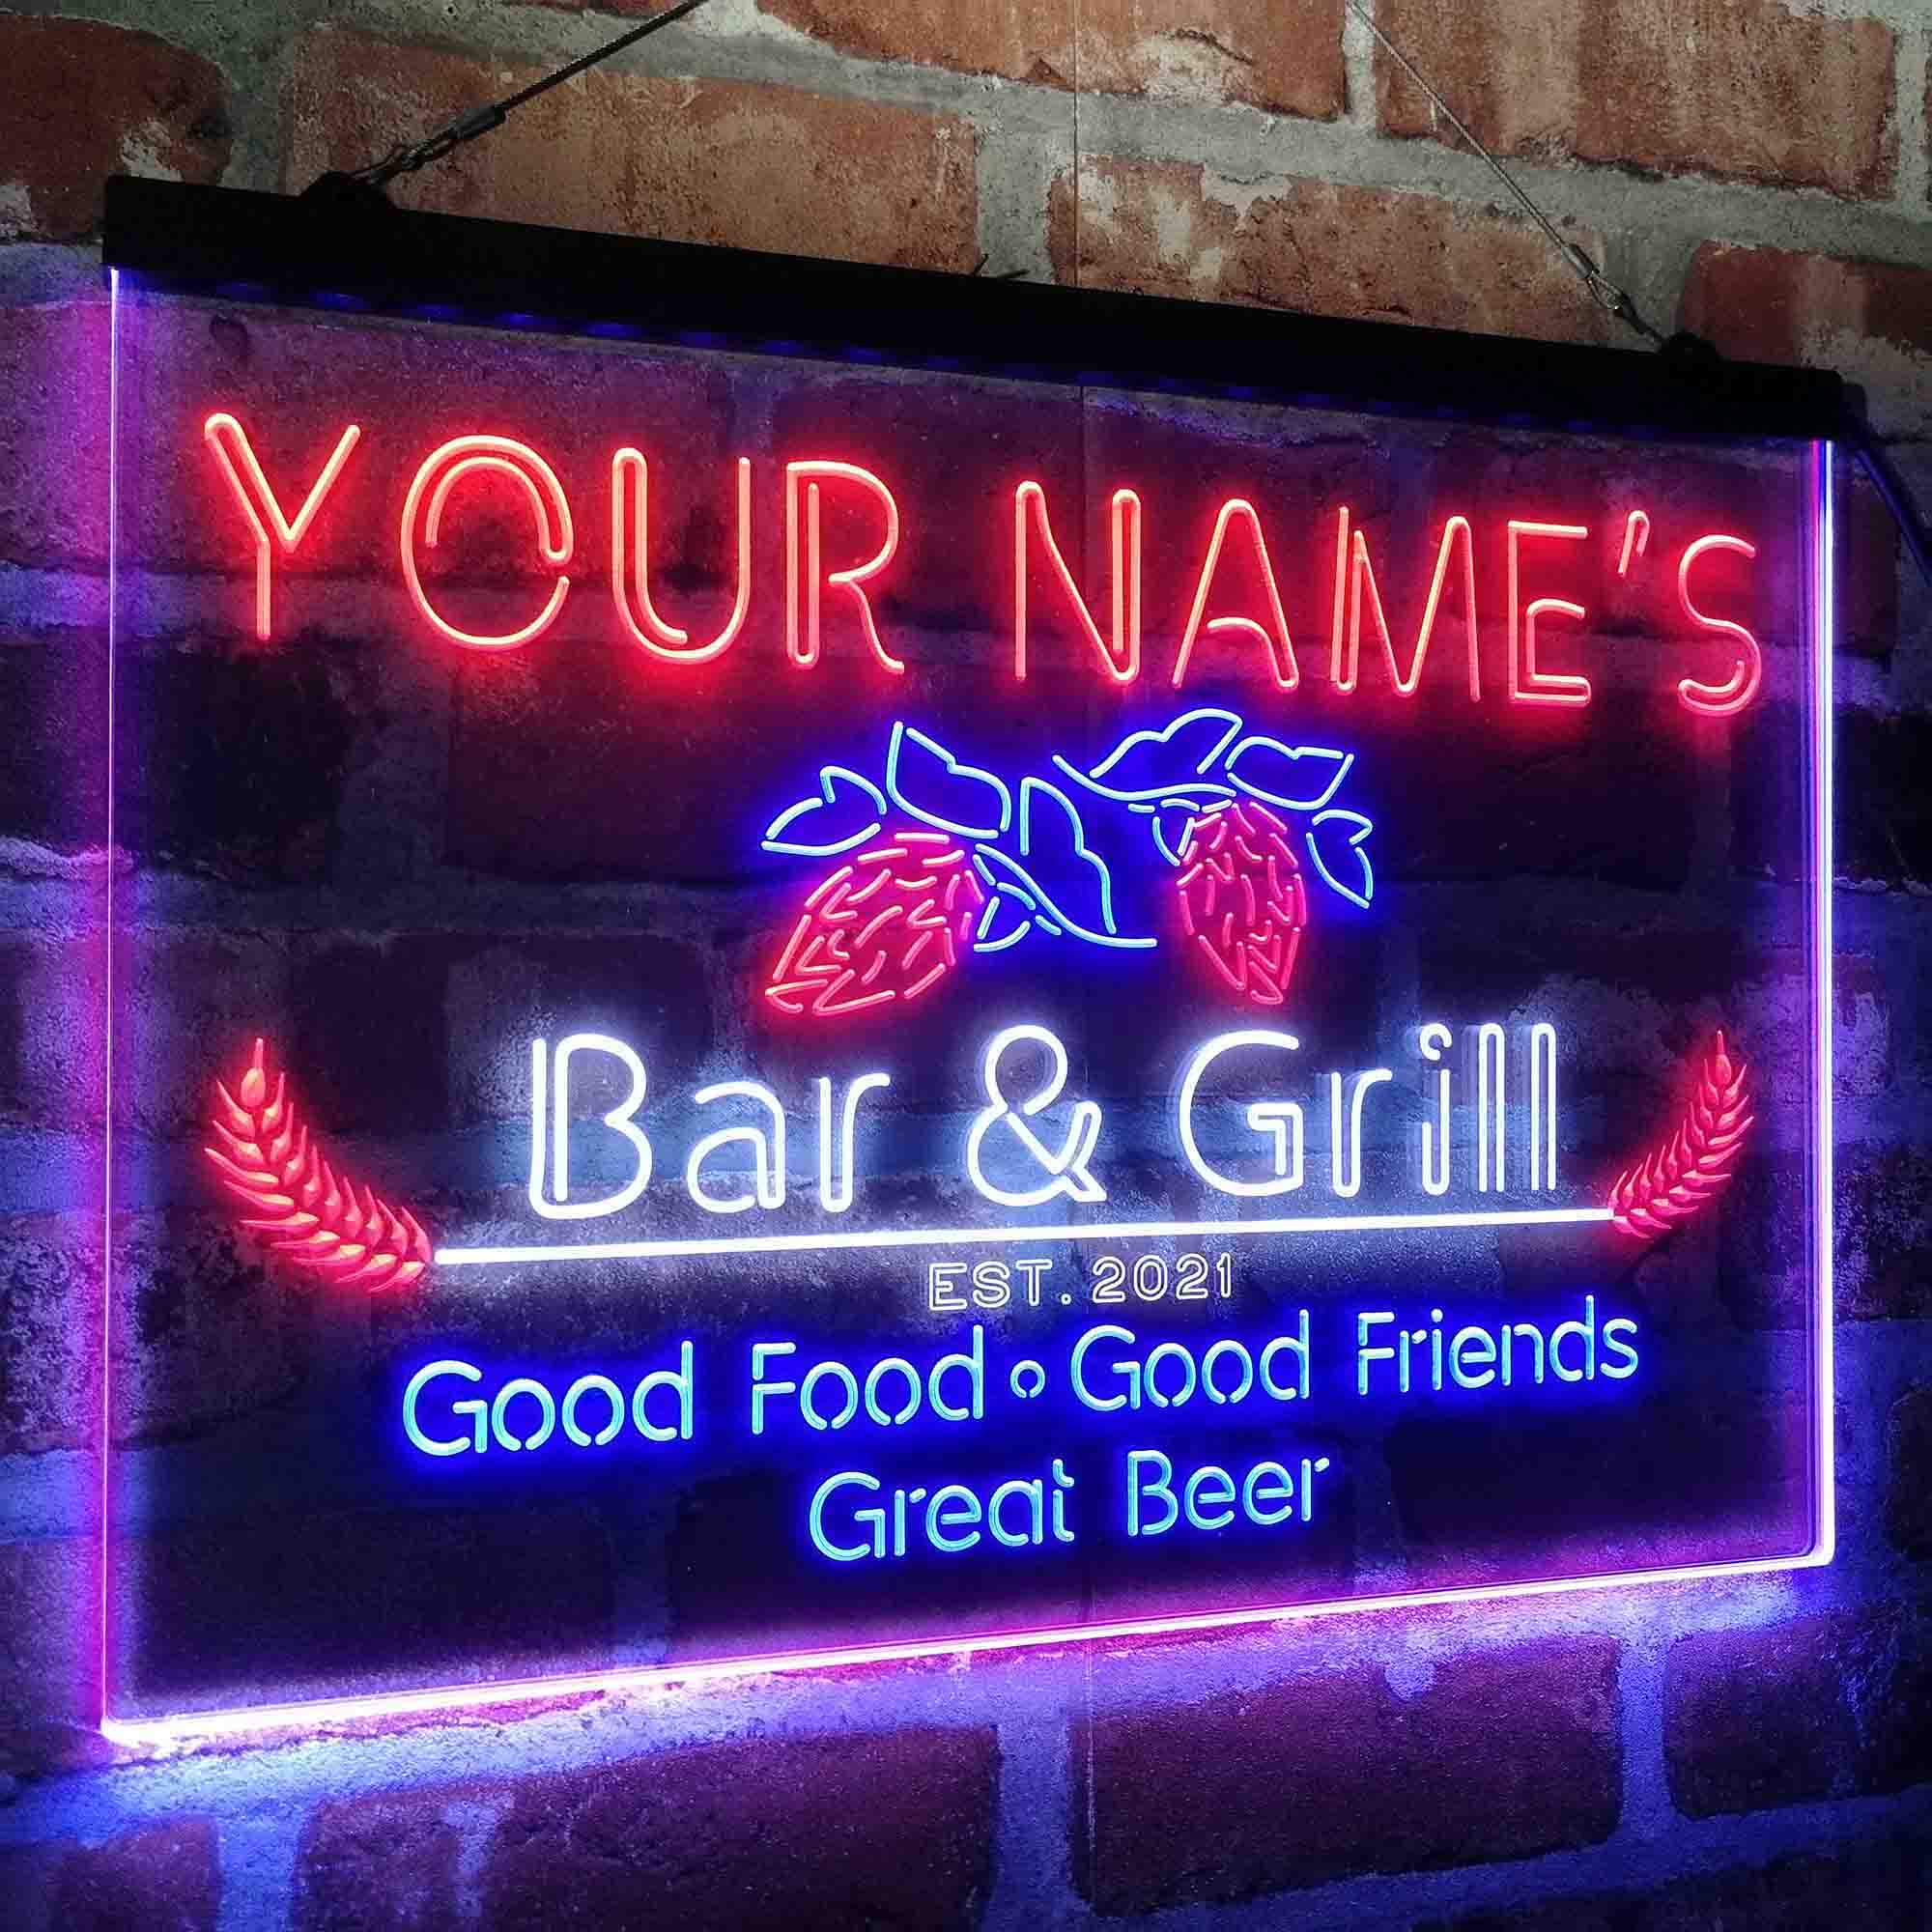 YOUR NAME'S
Bar & Grill
EST. 2021
Good Food • Good Friends
Great Beer